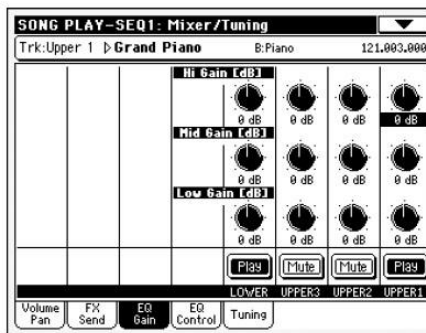 SONG PLAY-SEQ1: Mixer/Tuning
Trk:Upper 1 Grand Piano B:Piano 121.003.000
Hi Gain [dB]
0 dB 0 dB 0 dB 0 dB
Mid Gain [dB]
0 dB 0 dB 0 dB 0 dB
Low Gain [dB]
0 dB 0 dB 0 dB 0 dB
Play Mute Mute Play
LOWER UPPER3 UPPER2 UPPER1
Volume Pan
FX Send
EQ Gain
EQ Control
Tuning